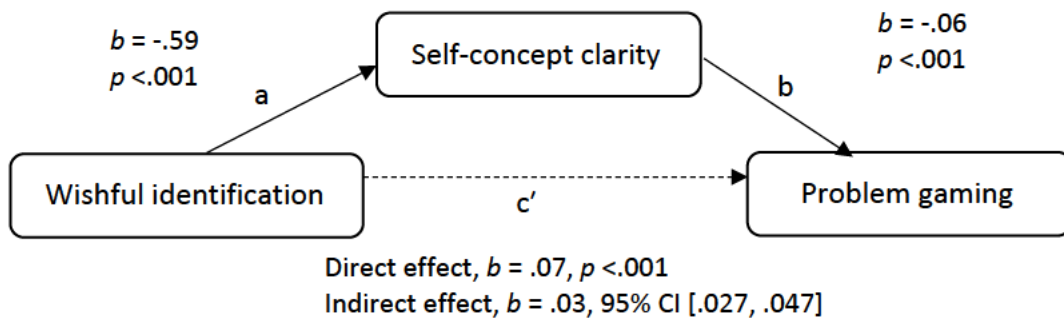 b = -.59
p <.001
a
Self-concept clarity
b = -.06
p <.001
b
Wishful identification
c’
Problem gaming
Direct effect, b = .07, p <.001
Indirect effect, b = .03, 95% CI [.027, .047]